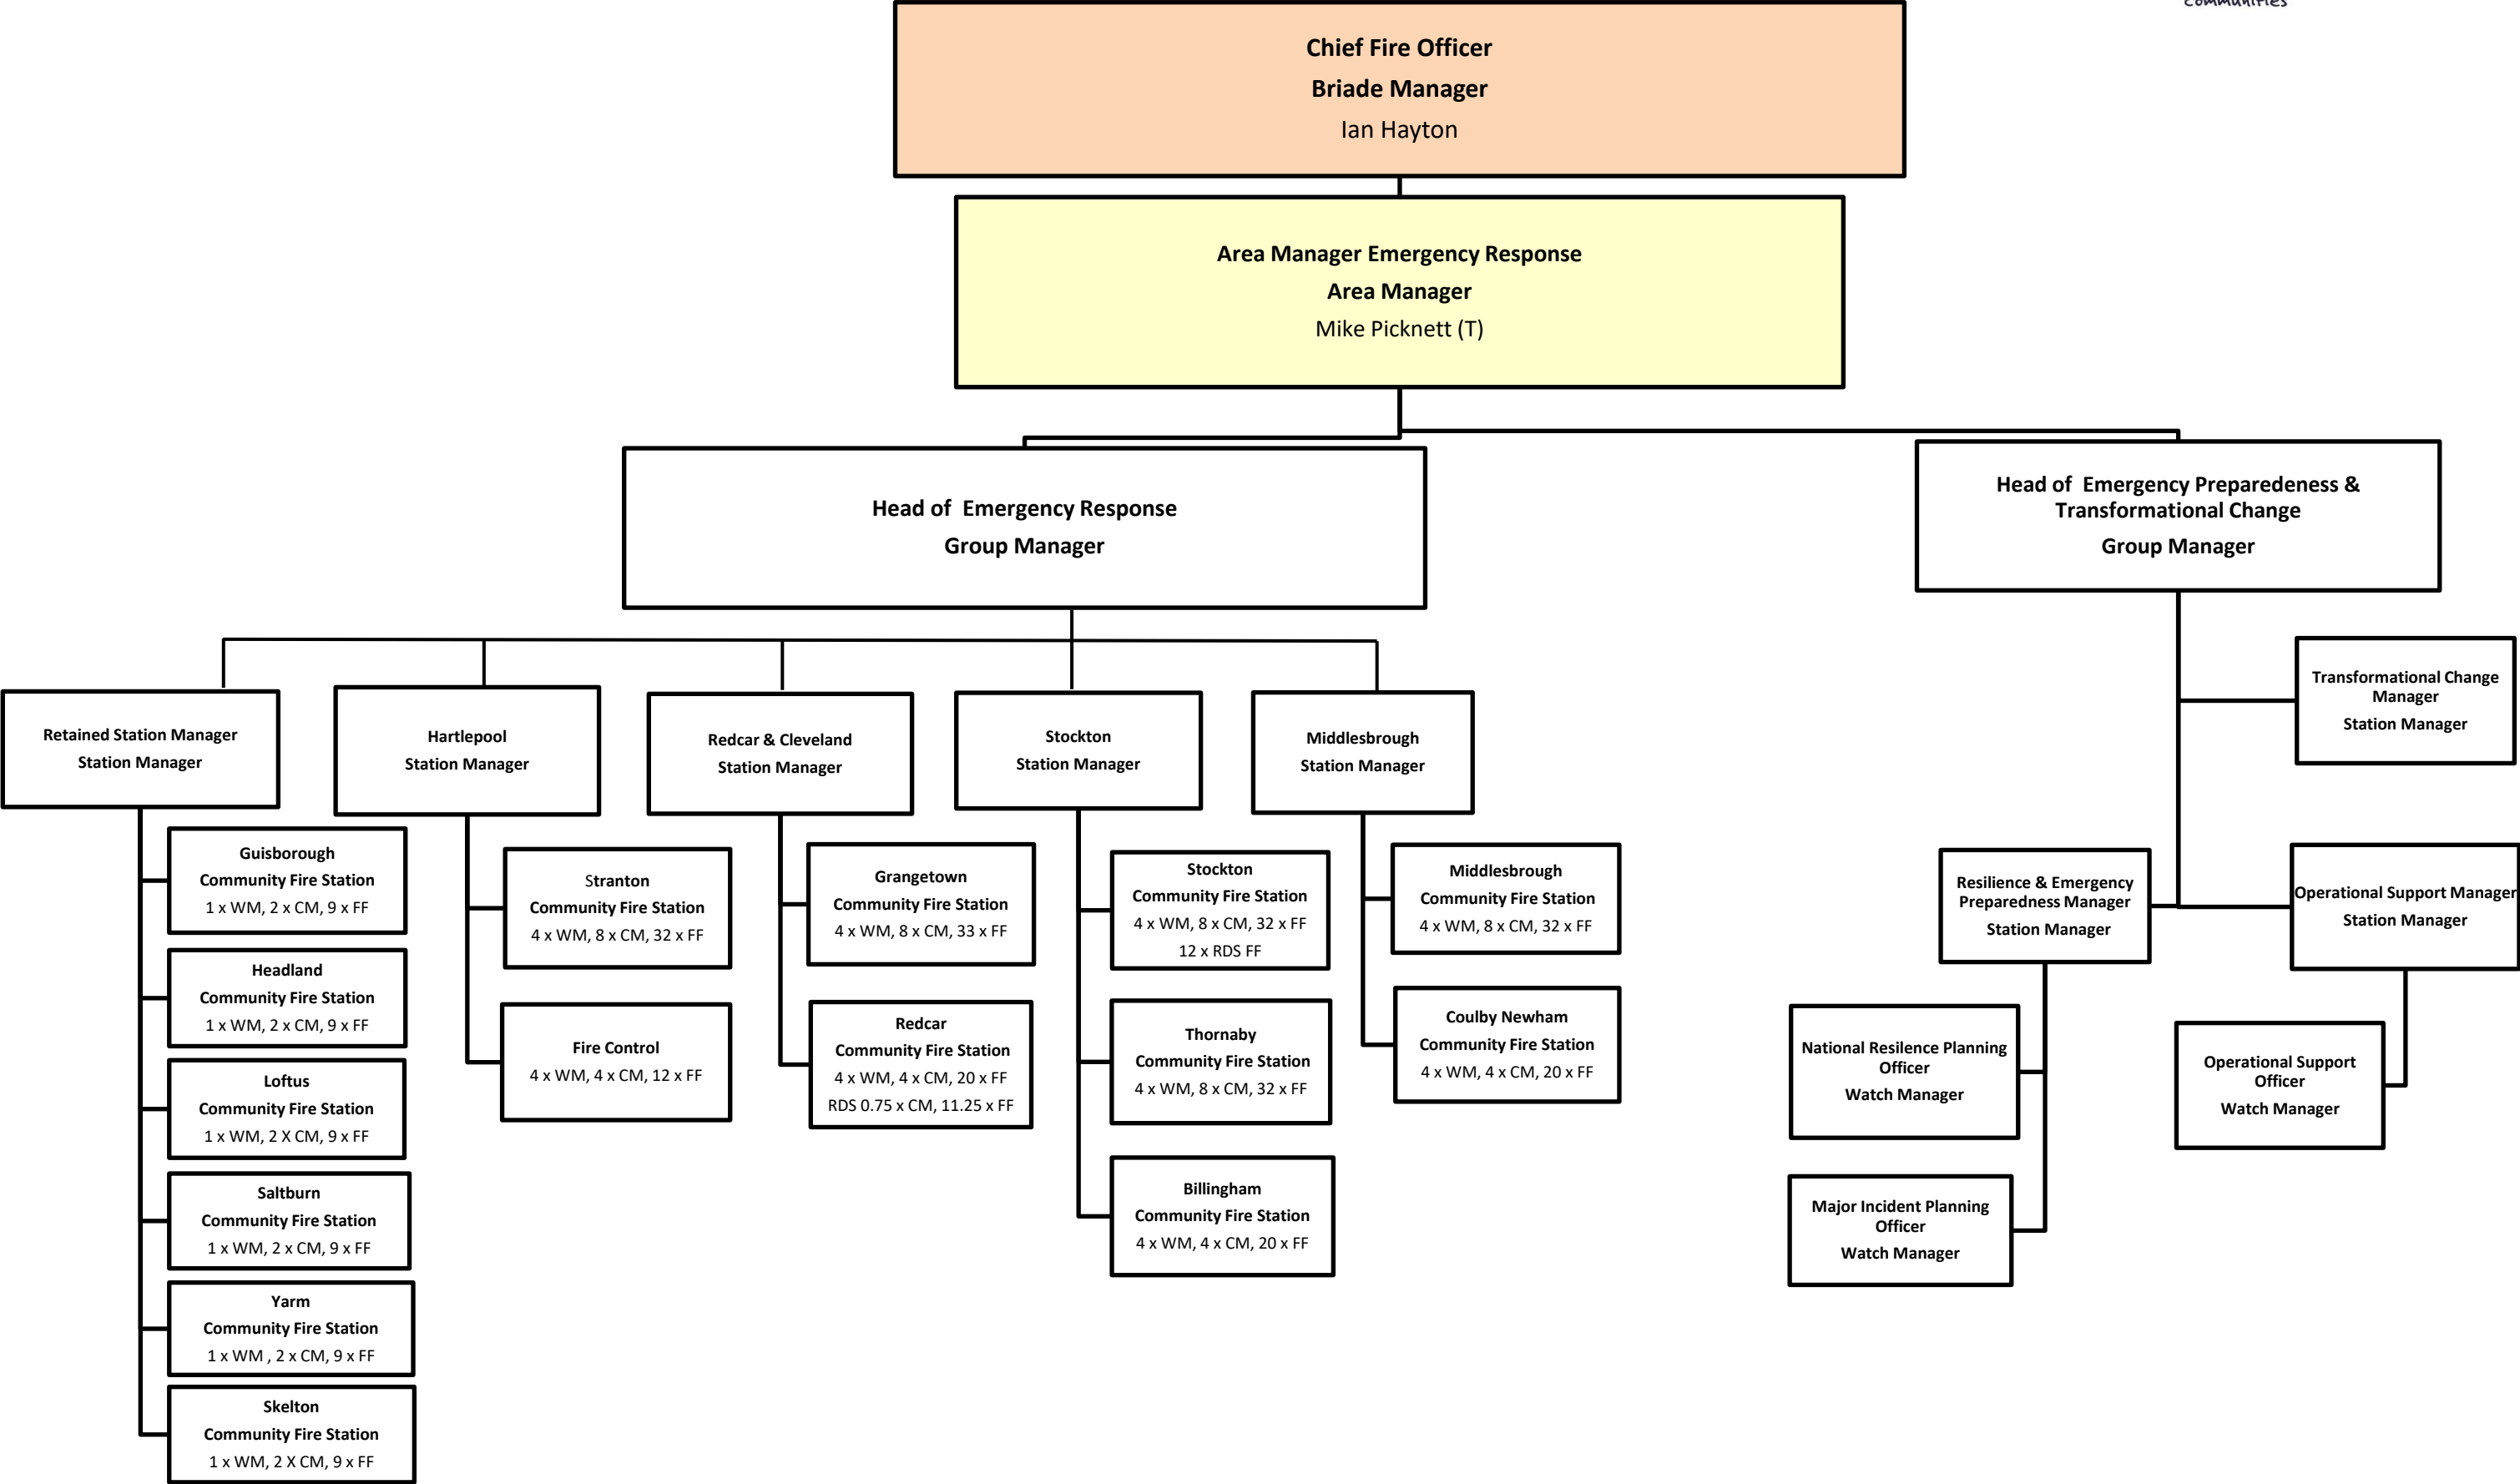 communities
Chief Fire Officer
Briade Manager
Ian Hayton
Area Manager Emergency Response
Area Manager
Mike Picknett (T)
Head of  Emergency Response
Group Manager
Head of  Emergency Preparedeness &
Transformational Change
Group Manager
Transformational Change
Manager
Station Manager
Retained Station Manager
Station Manager
Hartlepool
Station Manager
Redcar & Cleveland
Station Manager
Stockton
Station Manager
Middlesbrough
Station Manager
Guisborough
Community Fire Station
1 x WM, 2 x CM, 9 x FF
Headland
Community Fire Station
1 x WM, 2 x CM, 9 x FF
Loftus
Community Fire Station
1 x WM, 2 X CM, 9 x FF
Saltburn
Community Fire Station
1 x WM, 2 x CM, 9 x FF
Yarm
Community Fire Station
1 x WM , 2 x CM, 9 x FF
Skelton
Community Fire Station
1 x WM, 2 X CM, 9 x FF
Stranton
Community Fire Station
4 x WM, 8 x CM, 32 x FF
Fire Control
4 x WM, 4 x CM, 12 x FF
Grangetown
Community Fire Station
4 x WM, 8 x CM, 33 x FF
Redcar
Community Fire Station
4 x WM, 4 x CM, 20 x FF
RDS 0.75 x CM, 11.25 x FF
Stockton
Community Fire Station
4 x WM, 8 x CM, 32 x FF
12 x RDS FF
Thornaby
Community Fire Station
4 x WM, 8 x CM, 32 x FF
Billingham
Community Fire Station
4 x WM, 4 x CM, 20 x FF
Middlesbrough
Community Fire Station
4 x WM, 8 x CM, 32 x FF
Coulby Newham
Community Fire Station
4 x WM, 4 x CM, 20 x FF
Resilience & Emergency
Preparedness Manager
Station Manager
Operational Support Manager
Station Manager
National Resilence Planning
Officer
Watch Manager
Major Incident Planning
Officer
Watch Manager
Operational Support
Officer
Watch Manager